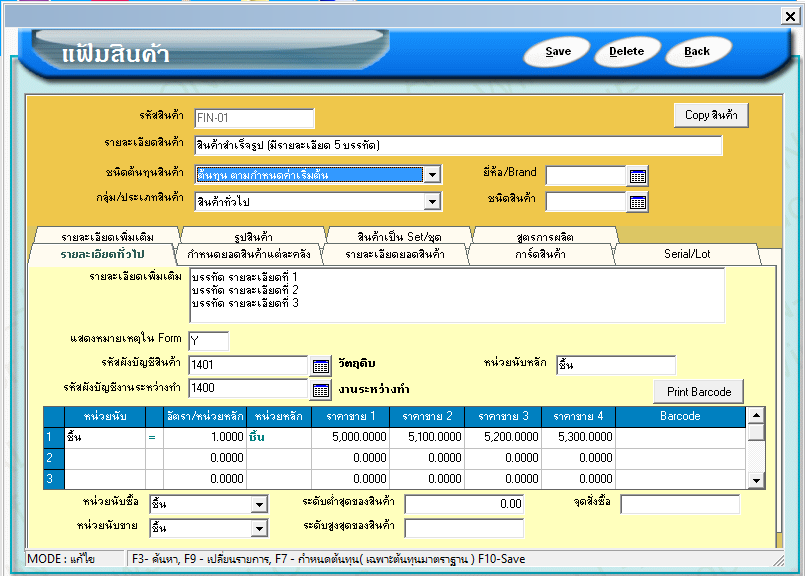 แฟ้มสินค้า Save Delete Back
รหัสสินค้า FIN-01 Copy สินค้า
รายละเอียดสินค้า สินค้าสำเร็จรูป (มีรายละเอียด 5 บรรทัด)
ชนิดต้นทุนสินค้า ต้นทุน ตามกำหนดค่าเริ่มต้น ยี่ห้อ/Brand
กลุ่ม/ประเภทสินค้า สินค้าทั่วไป ชนิดสินค้า
รายละเอียดเพิ่มเติม รูปสินค้า สินค้าเป็น Set/ชุด สูตรการผลิต
รายละเอียดทั่วไป กำหนดยอดสินค้าแต่ละคลัง รายละเอียดยอดสินค้า การ์ดสินค้า Serial/Lot
รายละเอียดเพิ่มเติม บรรทัด รายละเอียดที่ 1
บรรทัด รายละเอียดที่ 2
บรรทัด รายละเอียดที่ 3
แสดงหมายเหตุใน Form Y
รหัสผังบัญชีสินค้า 1401 วัตถุดิบ หน่วยนับหลัก ชิ้น
รหัสผังบัญชีงานระหว่างทำ 1400 งานระหว่างทำ Print Barcode
หน่วยนับ อัตรา/หน่วยหลัก หน่วยหลัก ราคาขาย 1 ราคาขาย 2 ราคาขาย 3 ราคาขาย 4 Barcode
1 ชิ้น = 1.0000 ชิ้น 5,000.0000 5,100.0000 5,200.0000 5,300.0000
2 0.0000 0.0000 0.0000 0.0000 0.0000
3 0.0000 0.0000 0.0000 0.0000 0.0000
หน่วยนับซื้อ ชิ้น ระดับต่ำสุดของสินค้า 0.00 จุดสั่งซื้อ
หน่วยนับขาย ชิ้น ระดับสูงสุดของสินค้า
MODE : แก้ไข F3- ค้นหา, F9 - เปลี่ยนรายการ, F7 - กำหนดต้นทุน( เฉพาะต้นทุนมาตราฐาน ) F10-Save